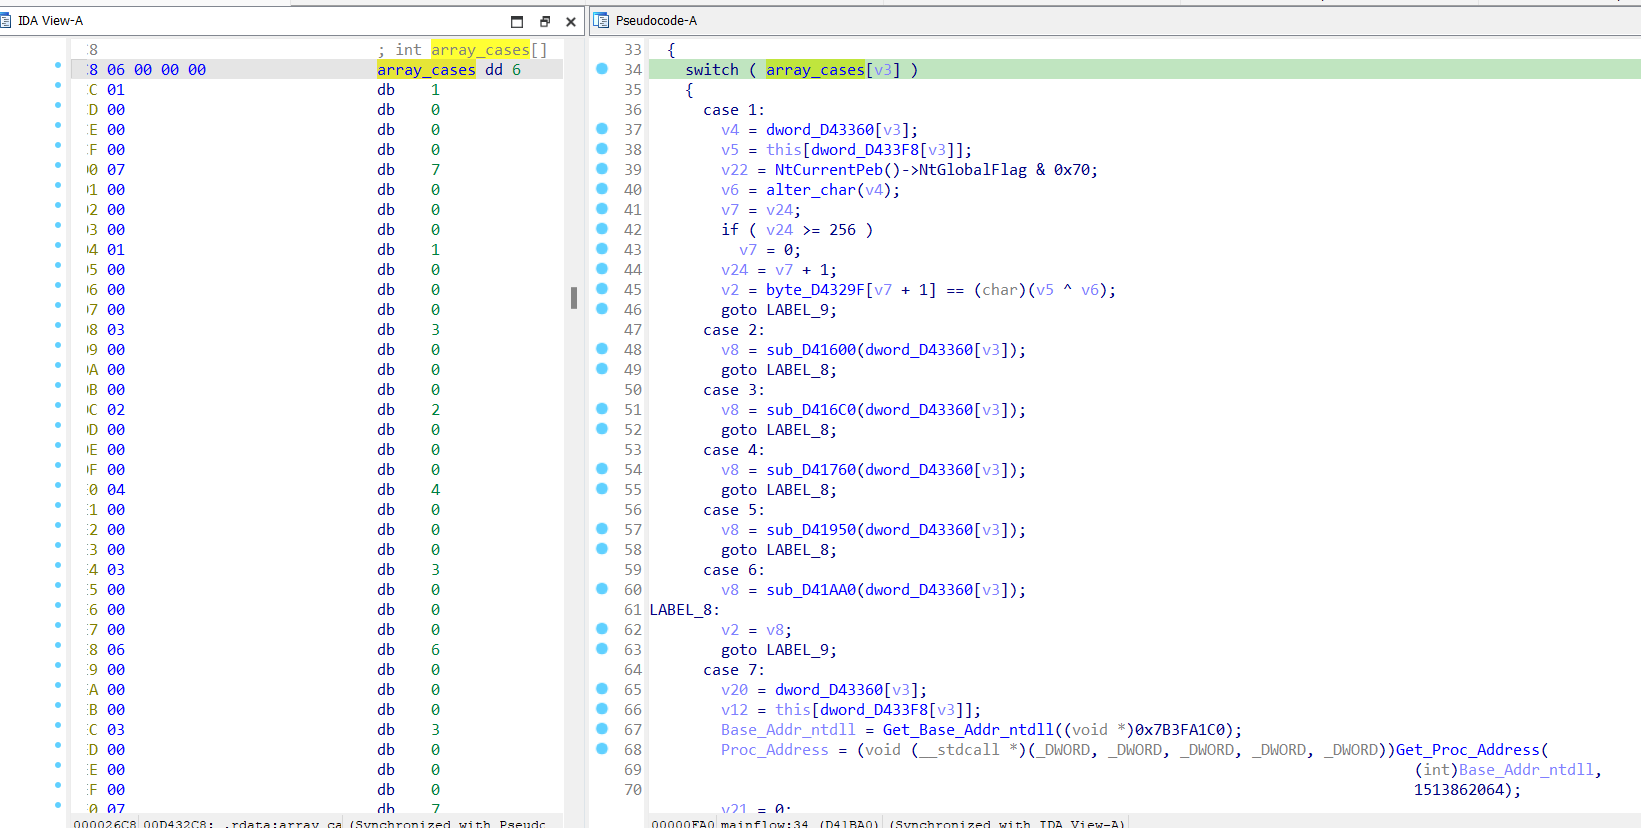 IDA View-A
Pseudocode-A
:8 ; int array_cases[]
:8 06 00 00 00 array_cases dd 6
:C 01 db 1
:D 00 db 0
:E 00 db 0
:F 00 db 0
)0 07 db 7
)1 00 db 0
)2 00 db 0
)3 00 db 0
)4 01 db 1
)5 00 db 0
)6 00 db 0
)7 00 db 0
)8 03 db 3
)9 00 db 0
)A 00 db 0
)B 00 db 0
)C 02 db 2
)D 00 db 0
)E 00 db 0
)F 00 db 0
:0 04 db 4
:1 00 db 0
:2 00 db 0
:3 00 db 0
:4 03 db 3
:5 00 db 0
:6 00 db 0
:7 00 db 0
:8 06 db 6
:9 00 db 0
:A 00 db 0
:B 00 db 0
:C 03 db 3
:D 00 db 0
:E 00 db 0
:F 00 db 0
:0 07 db 7
000026C8 00D432C8: .rdata:array_ca (Synchronized with Pseudc
33 {
34 switch ( array_cases[v3] )
35 {
36 case 1:
37 v4 = dword_D43360[v3];
38 v5 = this[dword_D433F8[v3]];
39 v22 = NtCurrentPeb()->NtGlobalFlag & 0x70;
40 v6 = alter_char(v4);
41 v7 = v24;
42 if ( v24 >= 256 )
43 v7 = 0;
44 v24 = v7 + 1;
45 v2 = byte_D4329F[v7 + 1] == (char)(v5 ^ v6);
46 goto LABEL_9;
47 case 2:
48 v8 = sub_D41600(dword_D43360[v3]);
49 goto LABEL_8;
50 case 3:
51 v8 = sub_D416C0(dword_D43360[v3]);
52 goto LABEL_8;
53 case 4:
54 v8 = sub_D41760(dword_D43360[v3]);
55 goto LABEL_8;
56 case 5:
57 v8 = sub_D41950(dword_D43360[v3]);
58 goto LABEL_8;
59 case 6:
60 v8 = sub_D41AA0(dword_D43360[v3]);
61 LABEL_8:
62 v2 = v8;
63 goto LABEL_9;
64 case 7:
65 v20 = dword_D43360[v3];
66 v12 = this[dword_D433F8[v3]];
67 Base_Addr_ntdll = Get_Base_Addr_ntdll((void *)0x7B3FA1C0);
68 Proc_Address = (void (__stdcall *)(_DWORD, _DWORD, _DWORD, _DWORD, _DWORD))Get_Proc_Address(
69 (int)Base_Addr_ntdll,
70 1513862064);
v21 = 0;
00000FA0 mainflow:34 (D41BA0) (Synchronized with IDA View-A)